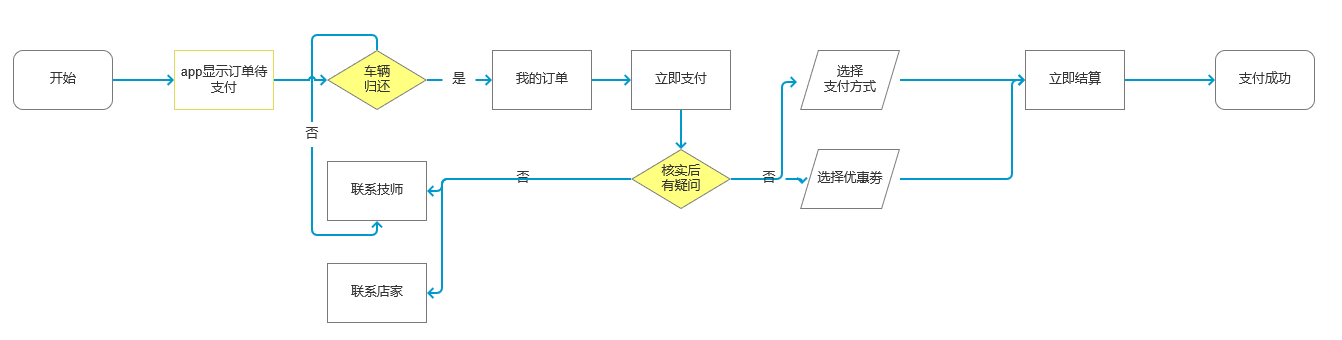 开始
app显示订单待
支付
车辆
归还
是
我的订单
立即支付
选择
支付方式
立即结算
支付成功
否
联系技师
否
核实后
有疑问
否
选择优惠券
联系店家